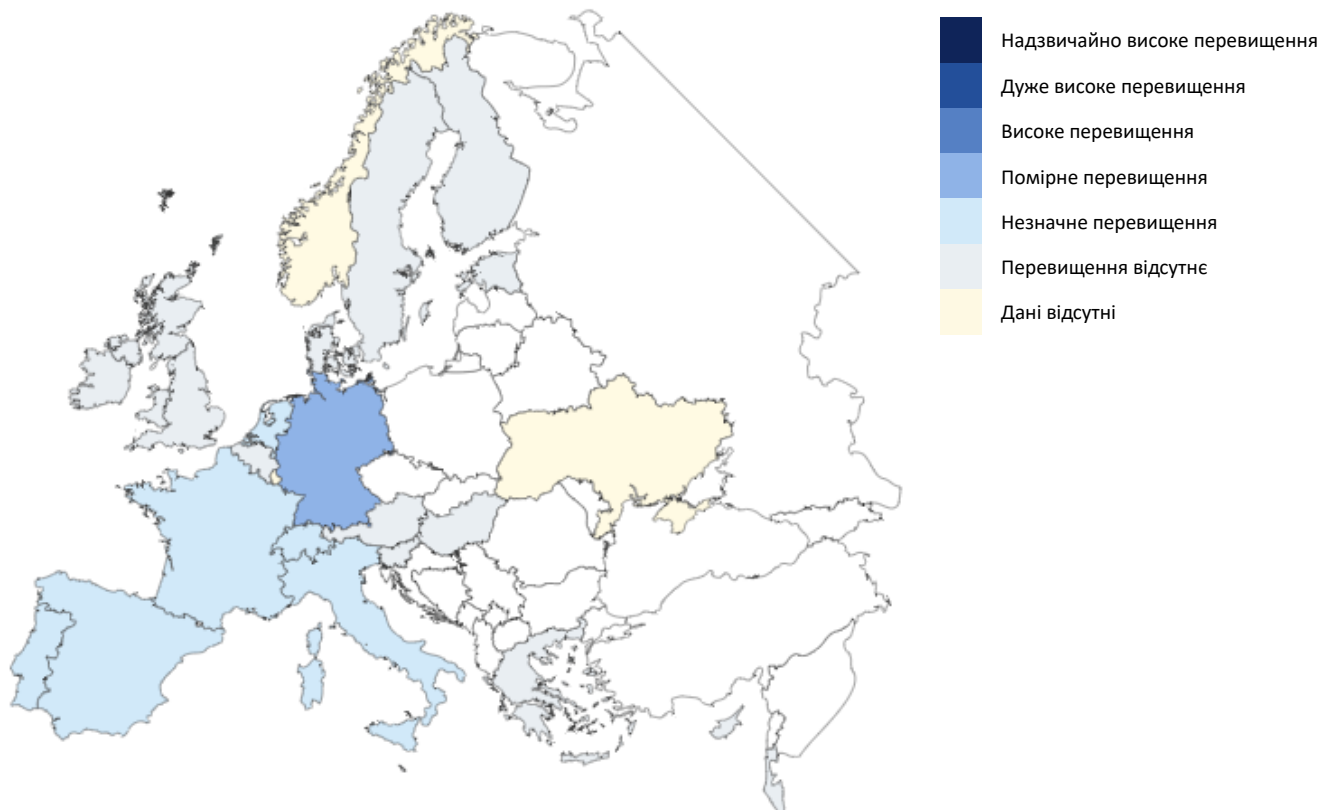 Надзвичайно високе перевищення
Дуже високе перевищення
Високе перевищення
Помірне перевищення
Незначне перевищення
Перевищення відсутнє
Дані відсутні